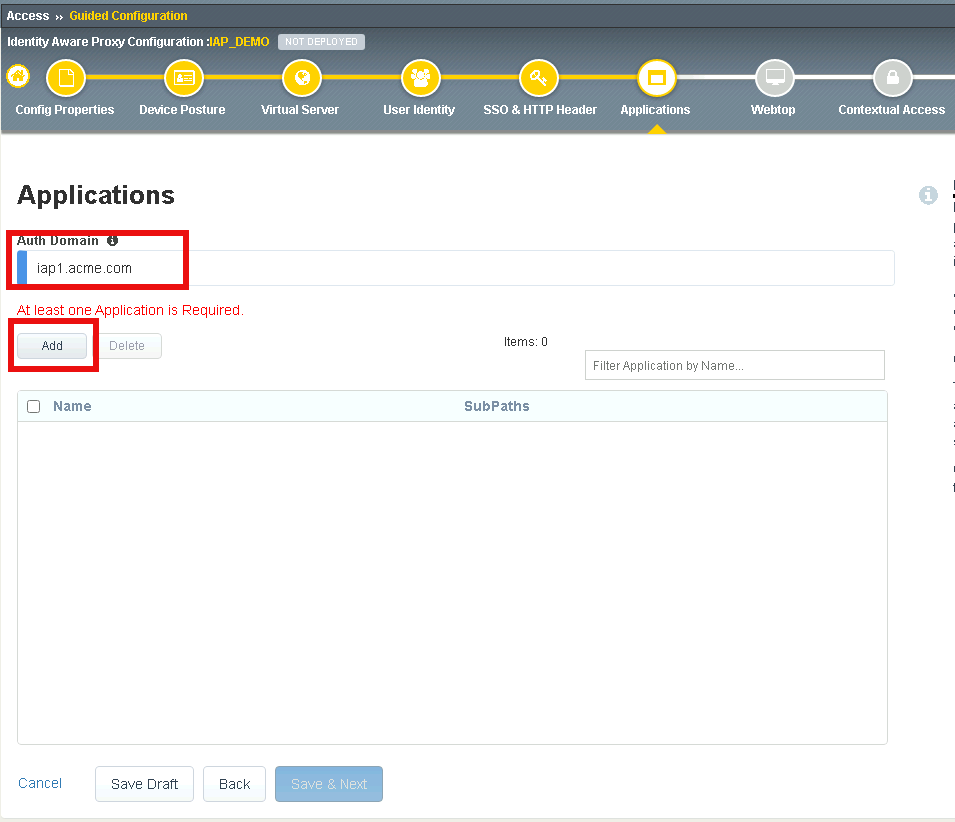 Access ›› Guided Configuration
Identity Aware Proxy Configuration :IAP_DEMO NOT DEPLOYED
Config Properties Device Posture Virtual Server User Identity SSO & HTTP Header Applications Webtop Contextual Access
Applications
Auth Domain
iap1.acme.com
At least one Application is Required.
Add Delete Items: 0
Filter Application by Name...
Name SubPaths
Cancel Save Draft Back Save & Next